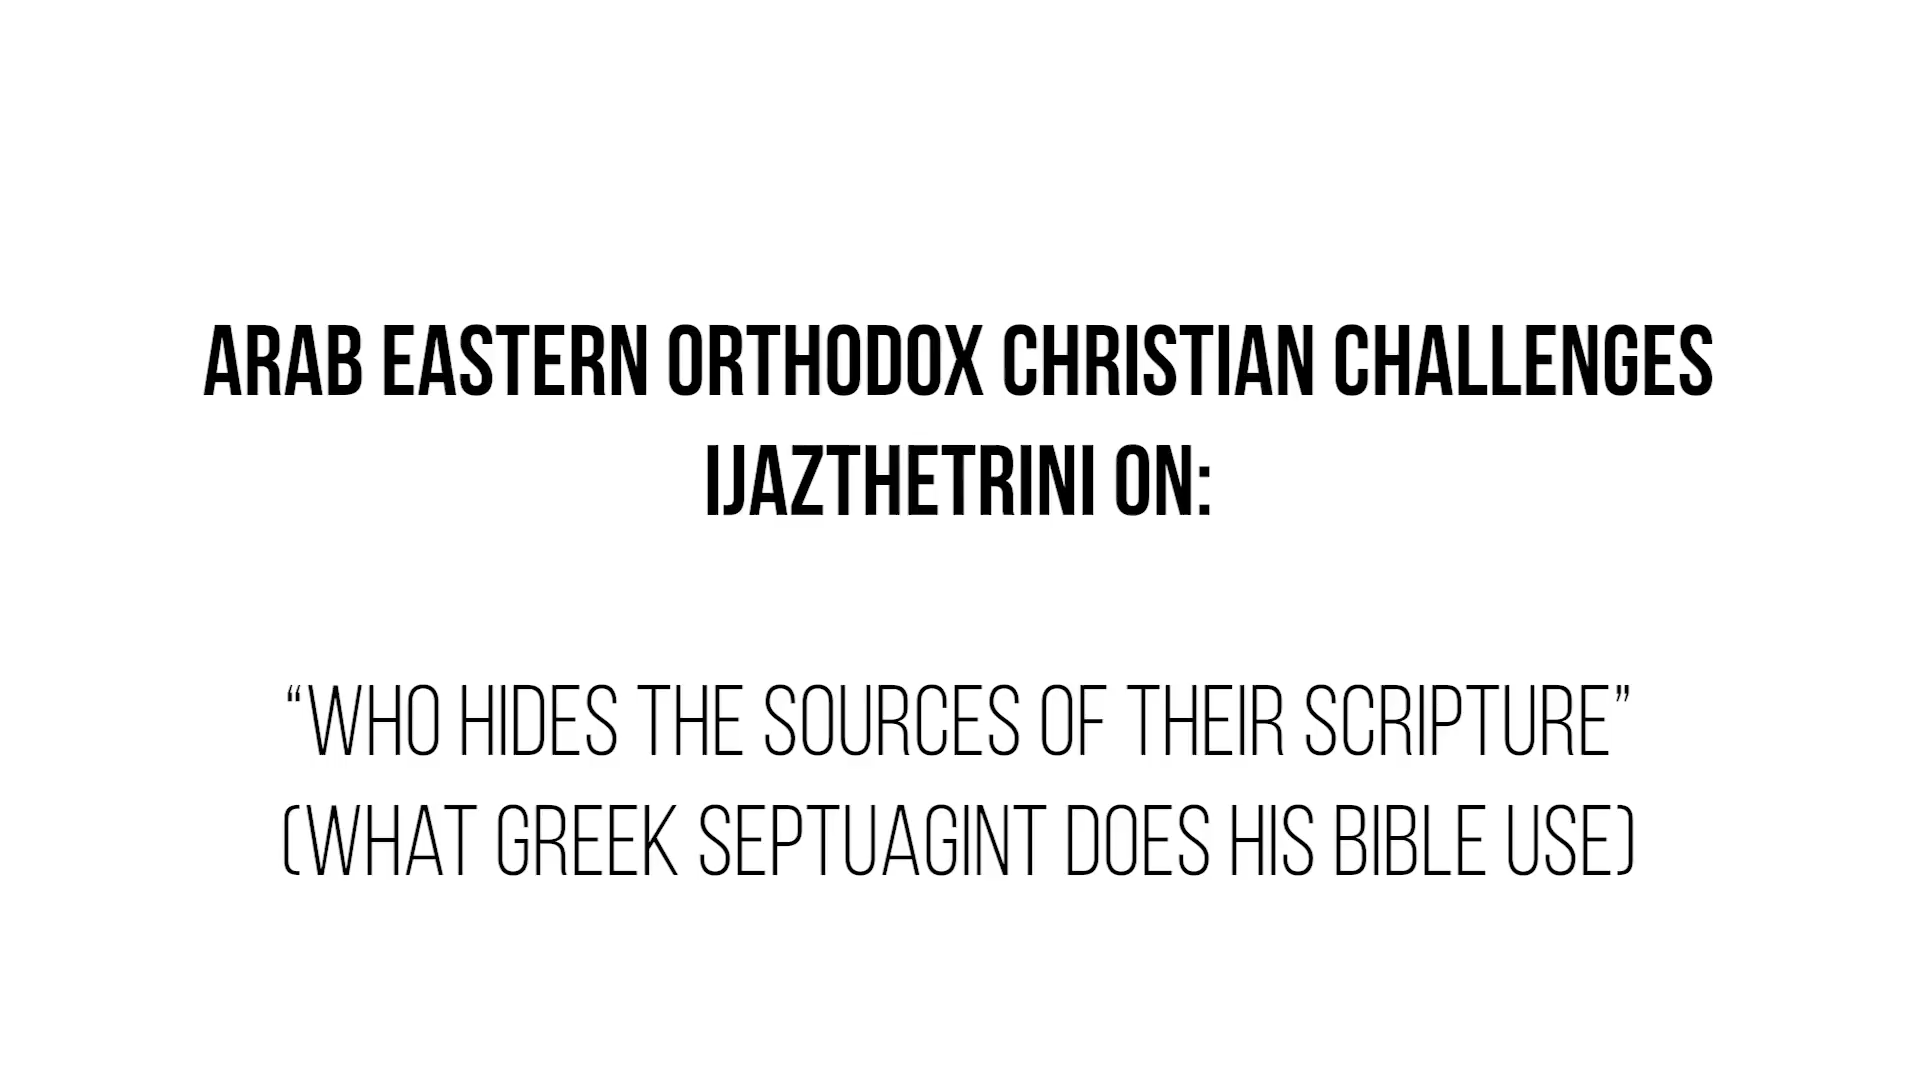 ARAB EASTERN ORTHODOX CHRISTIAN CHALLENGES
IJAZTHETRINI ON:
“WHO HIDES THE SOURCES OF THEIR SCRIPTURE”
(WHAT GREEK SEPTUAGINT DOES HIS BIBLE USE)